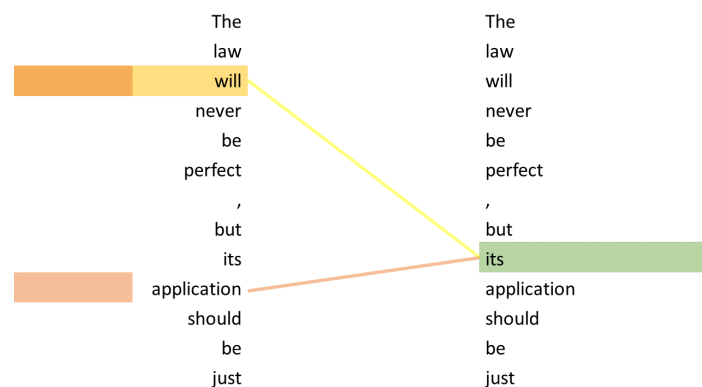 The The
law law
will will
never never
be be
perfect perfect
, ,
but but
its its
application application
should should
be be
just just